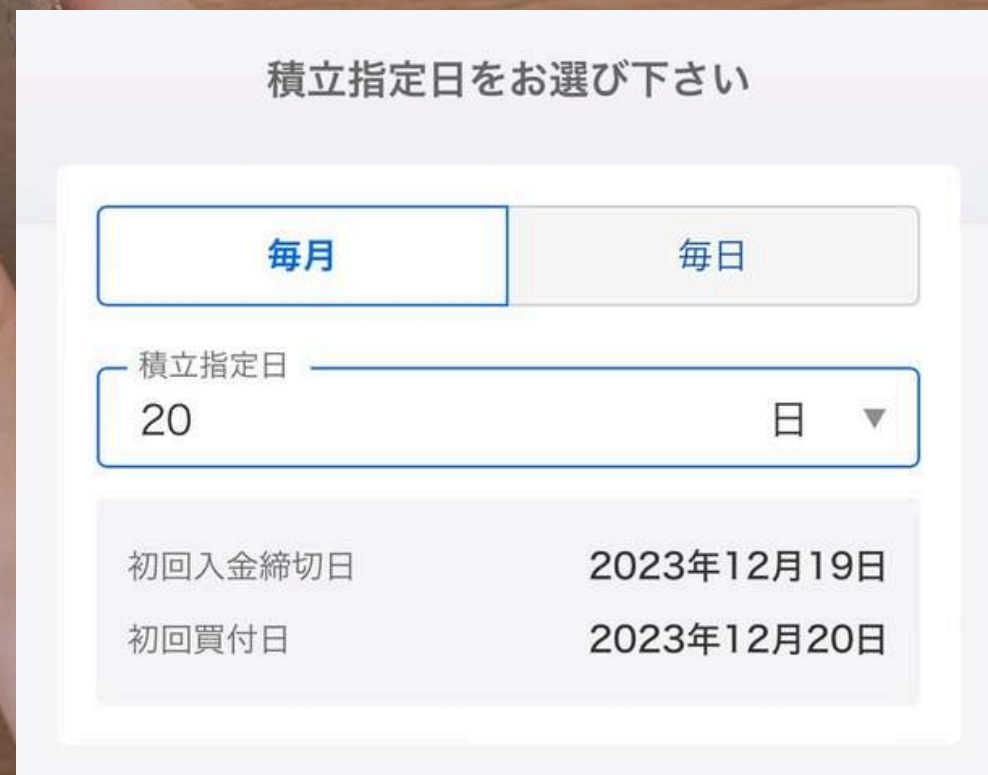 積立指定日をお選び下さい
毎月 毎日
積立指定日
20 日 ▼
初回入金締切日 2023年12月19日
初回買付日 2023年12月20日